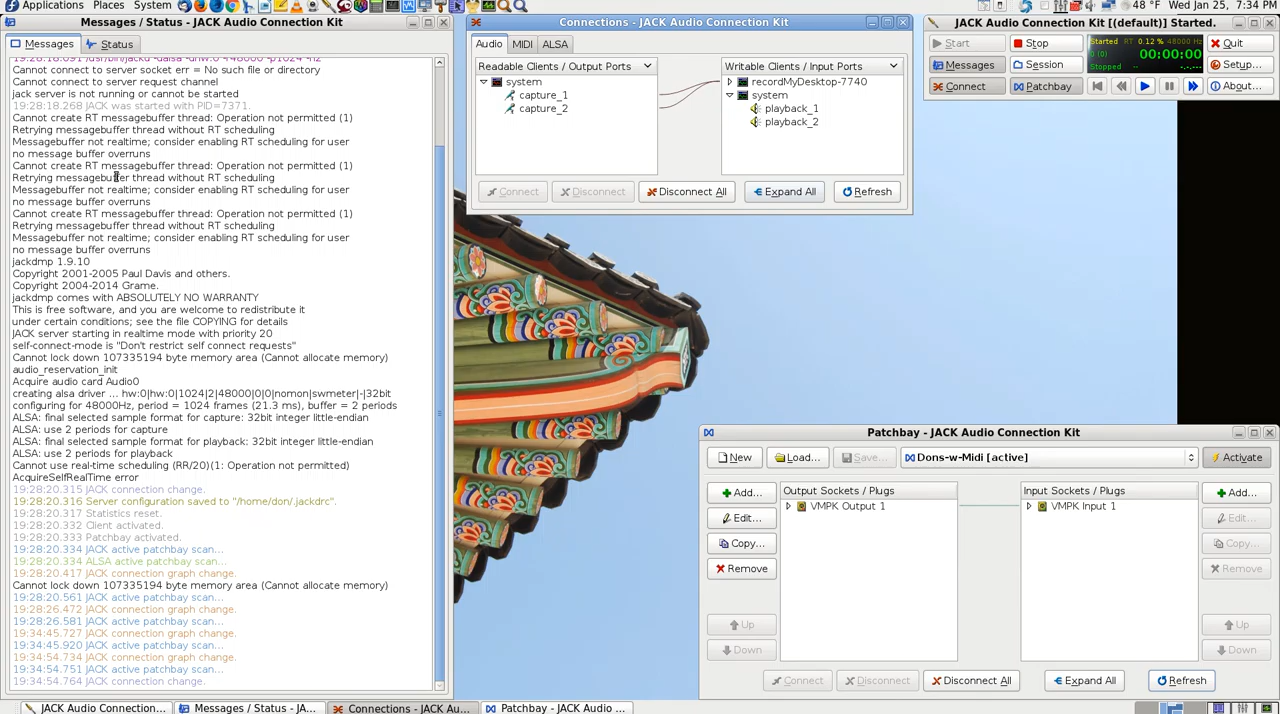 Applications Places System
48 °F Mon Jan 2, 7:34 PM
Messages / Status - JACK Audio Connection Kit
Messages
Status
Cannot connect to server socket err = No such file or directory
Cannot connect to server request channel
jack server is not running or cannot be started
19:28:18.268 JACK was started with PID=7371.
Cannot create RT messagebuffer thread: Operation not permitted (1)
Retrying messagebuffer thread without RT scheduling
Messagebuffer not realtime; consider enabling RT scheduling for user
no message buffer overruns
Cannot create RT messagebuffer thread: Operation not permitted (1)
Retrying messagebuffer thread without RT scheduling
Messagebuffer not realtime; consider enabling RT scheduling for user
no message buffer overruns
Cannot create RT messagebuffer thread: Operation not permitted (1)
Retrying messagebuffer thread without RT scheduling
Messagebuffer not realtime; consider enabling RT scheduling for user
no message buffer overruns
jackdmp 1.9.10
Copyright 2001-2005 Paul Davis and others.
Copyright 2004-2014 Grame.
jackdmp comes with ABSOLUTELY NO WARRANTY
This is free software, and you are welcome to redistribute it
under certain conditions; see the file COPYING for details
JACK server starting in realtime mode with priority 20
self-connect-mode is "Don't restrict self connect requests"
Cannot lock down 107335194 byte memory area (Cannot allocate memory)
audio_reservation_init
Acquire audio card Audio0
creating alsa driver ... hw:0|hw:0|1024|2|48000|0|0|nomon|swmeter|-|32bit
configuring for 48000Hz, period = 1024 frames (21.3 ms), buffer = 2 periods
ALSA: final selected sample format for capture: 32bit integer little-endian
ALSA: use 2 periods for capture
ALSA: final selected sample format for playback: 32bit integer little-endian
ALSA: use 2 periods for playback
Cannot use real-time scheduling (RR/20)(1: Operation not permitted)
AcquireSelfRealTime error
19:28:20.315 JACK connection change.
19:28:20.316 Server configuration saved to "/home/don/.jackdrc".
19:28:20.317 Statistics reset.
19:28:20.332 Client activated.
19:28:20.333 Patchbay activated.
19:28:20.334 JACK active patchbay scan...
19:28:20.334 ALSA active patchbay scan...
19:28:20.417 JACK connection graph change.
Cannot lock down 107335194 byte memory area (Cannot allocate memory)
19:28:20.561 JACK active patchbay scan...
19:28:26.472 JACK connection graph change.
19:28:26.581 JACK active patchbay scan...
19:34:45.727 JACK connection graph change.
19:34:45.920 JACK active patchbay scan...
19:34:54.734 JACK connection graph change.
19:34:54.751 JACK active patchbay scan...
19:34:54.764 JACK connection change.
Connections - JACK Audio Connection Kit
Audio MIDI ALSA
Readable Clients / Output Ports
system
capture_1
capture_2
Writable Clients / Input Ports
recordMyDesktop-7740
system
playback_1
playback_2
Connect Disconnect Disconnect All Expand All Refresh
JACK Audio Connection Kit [(default)] Started.
Start Stop
Started RT 0.12 % 48000 Hz
0 (0) 00:00:00
Stopped -.-.- -.--
Quit
Messages Session Setup...
Connect Patchbay About...
Patchbay - JACK Audio Connection Kit
New Load... Save... Dons-w-Midi [active] Activate
Add...
Edit...
Copy...
Remove
Up
Down
Output Sockets / Plugs
VMPK Output 1
Input Sockets / Plugs
VMPK Input 1
Add...
Edit...
Copy...
Remove
Up
Down
Connect Disconnect Disconnect All Expand All Refresh
JACK Audio Connection...
Messages / Status - JA...
Connections - JACK Au...
Patchbay - JACK Audio ...